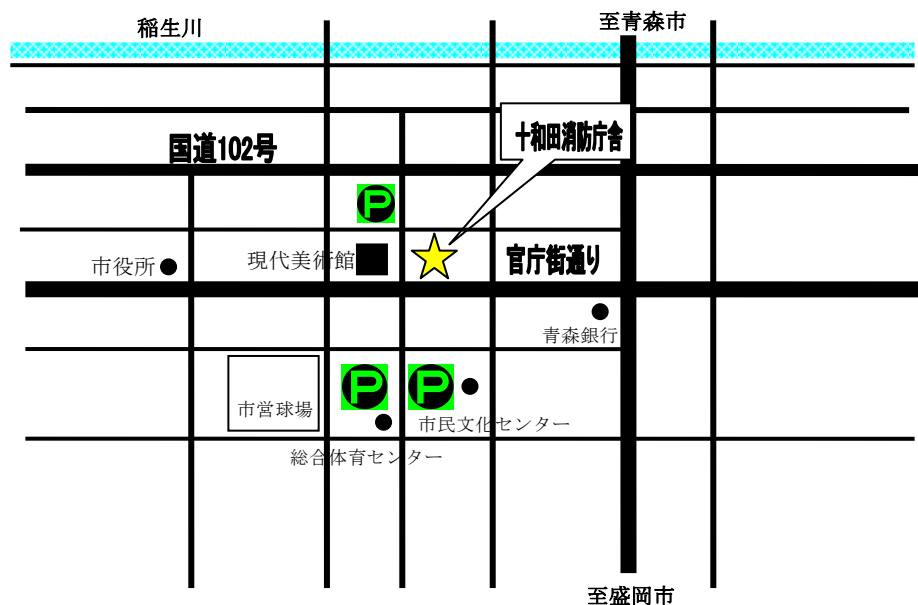 稲生川
至青森市
十和田消防庁舎
国道102号
P
市役所
現代美術館
官庁街通り
青森銀行
市営球場
P
P
市民文化センター
総合体育センター
至盛岡市